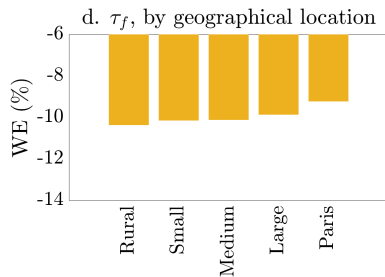 d. τ_f, by geographical location
-6
-8
-10
-12
-14
WE (%)
Rural
Small
Medium
Large
Paris